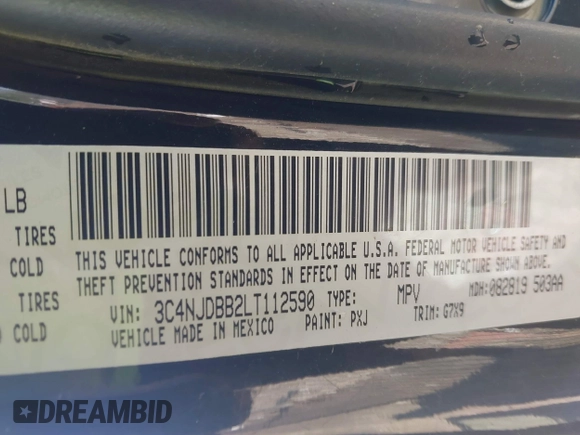 LB
TIRES
COLD
THIS VEHICLE CONFORMS TO ALL APPLICABLE U.S.A. FEDERAL MOTOR VEHICLE SAFETY AND
THEFT PREVENTION STANDARDS IN EFFECT ON THE DATE OF MANUFACTURE SHOWN ABOVE.
TIRES
COLD
VIN: 3C4NJDBB2LT112590 TYPE: MPV MDH: 082819 503AA
VEHICLE MADE IN MEXICO PAINT: PXJ TRIM: G7X9
DREAMBID